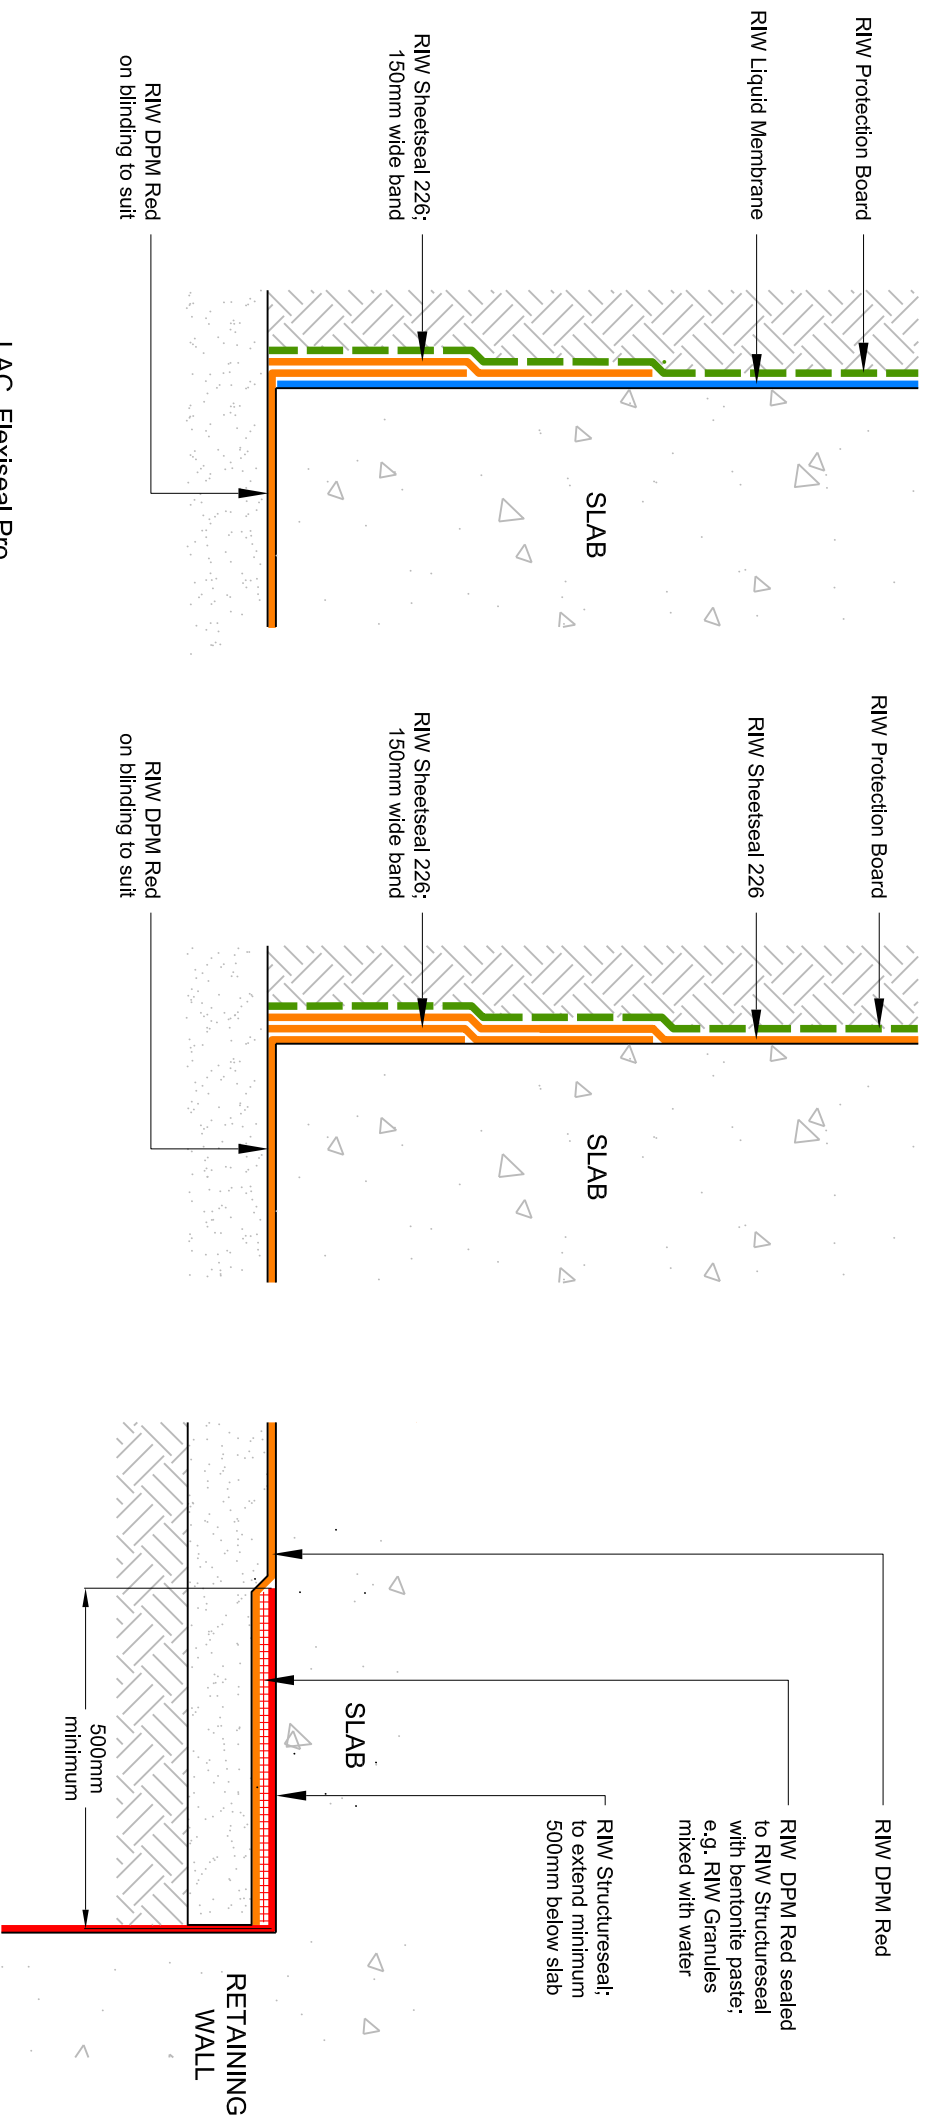 RIW Protection Board
RIW Liquid Membrane
RIW Sheetseal 226;
150mm wide band
RIW DPM Red
on blinding to suit
SLAB
RIW Protection Board
RIW Sheetseal 226
RIW Sheetseal 226;
150mm wide band
RIW DPM Red
on blinding to suit
SLAB
RIW DPM Red
RIW DPM Red sealed
to RIW Structureseal
with bentonite paste;
e.g. RIW Granules
mixed with water
RIW Structureseal;
to extend minimum
500mm below slab
SLAB
500mm
minimum
RETAINING
WALL
Flexiseal Pro